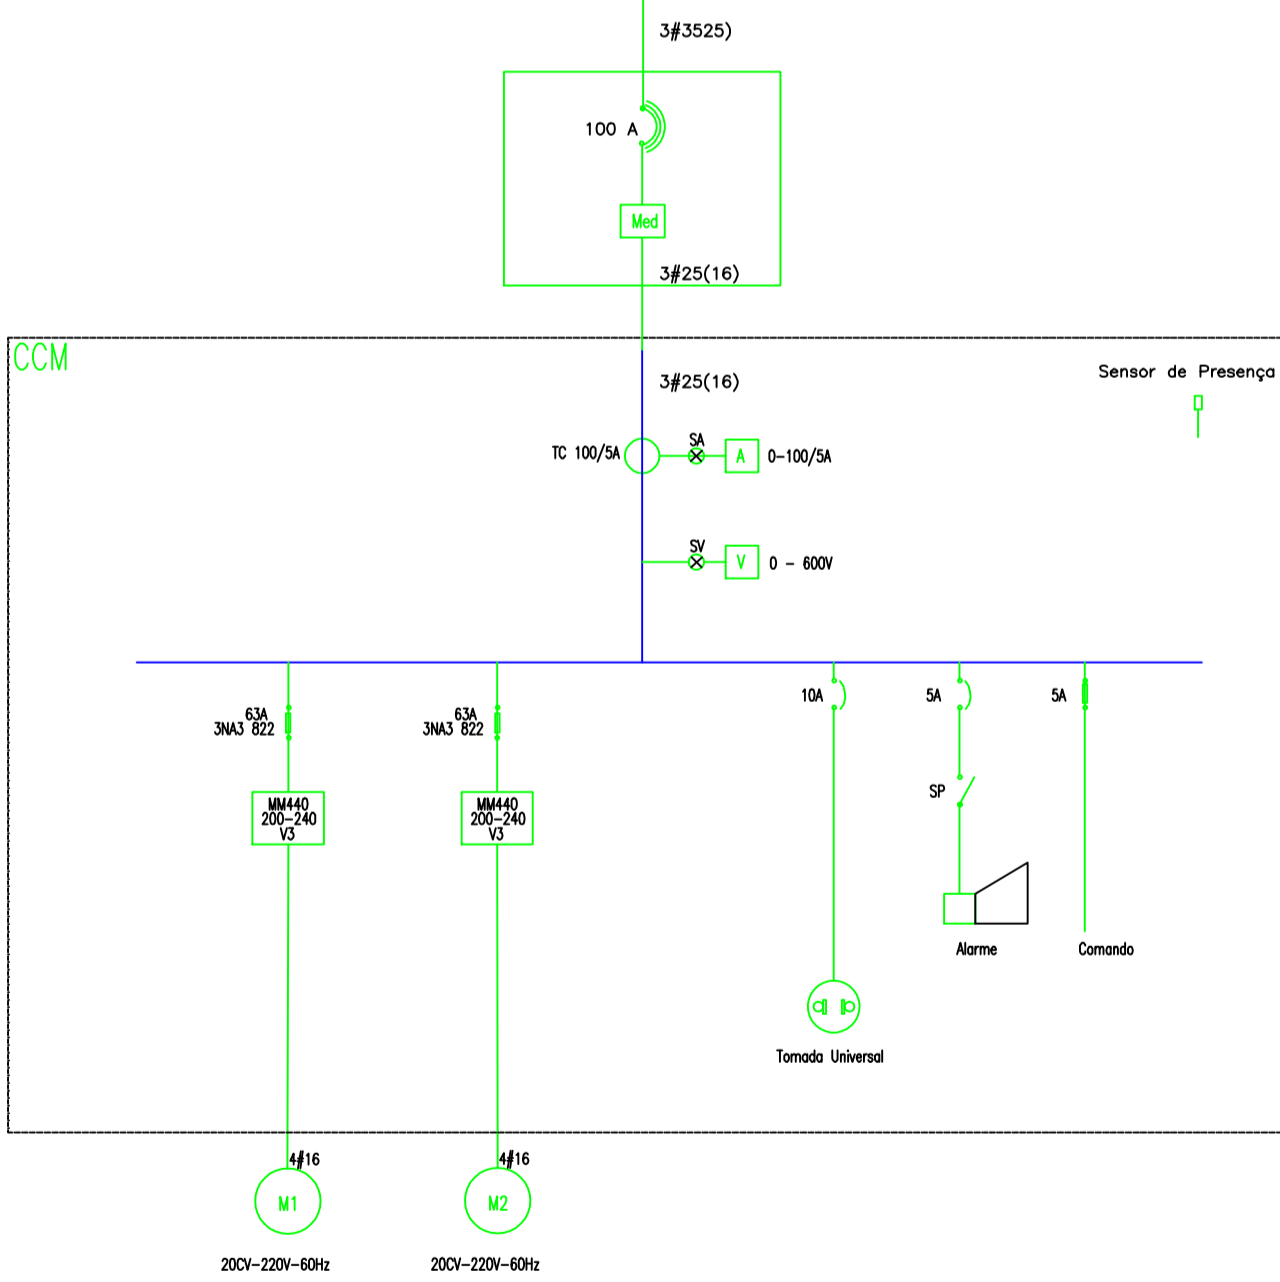 3#3525)
100 A
Med
3#25(16)
CCM
3#25(16)
Sensor de Presença
TC 100/5A
SA
A
0-100/5A
SV
V
0 - 600V
63A
3NA3 822
63A
3NA3 822
10A
5A
5A
MM440
200-240
V3
MM440
200-240
V3
SP
Alarme
Comando
Tomada Universal
4#16
4#16
M1
M2
20CV-220V-60Hz
20CV-220V-60Hz